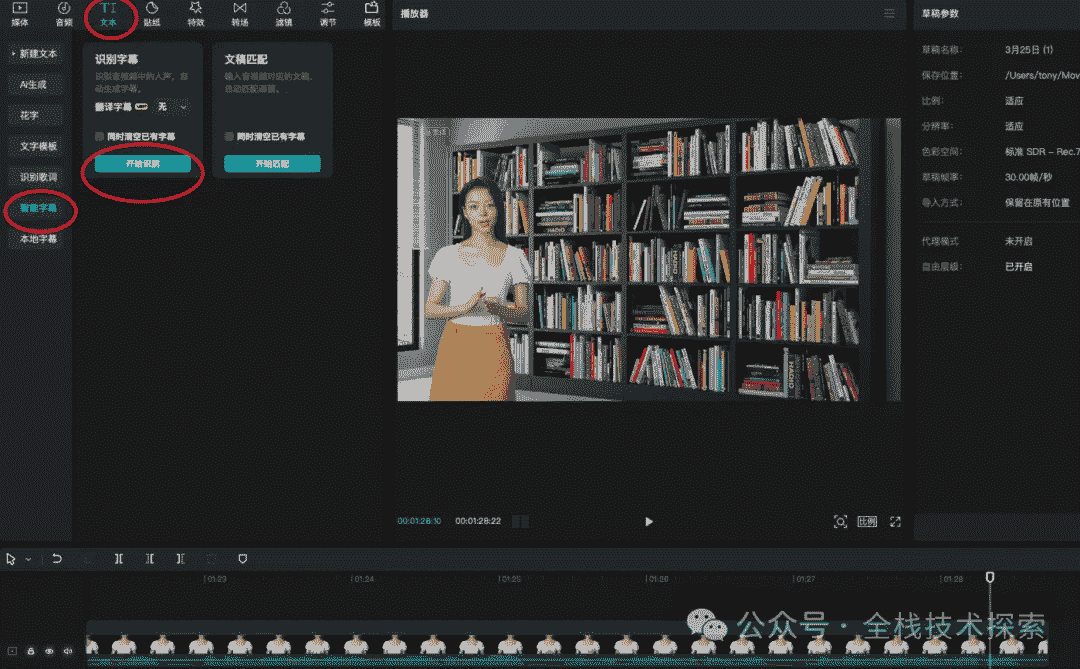 媒体 音频 文本 贴纸 特效 转场 滤镜 调节 模板
播放器
草稿参数
新建文本
AI生成
花字
文字模板
识别歌词
智能字幕
本地字幕
识别字幕
识别音视频中的人声，自
动生成字幕。
翻译字幕 无
同时清空已有字幕
开始识别
文稿匹配
输入音视频对应的文稿，
自动匹配画面。
同时清空已有字幕
开始匹配
草稿名称： 3月25日 (1)
保存位置： /Users/tony/Mov
比例： 适应
分辨率： 适应
色彩空间： 标准 SDR - Rec.7
草稿帧率： 30.00帧/秒
导入方式： 保留在原有位置
代理模式 未开启
自由层级： 已开启
HADIO
00:01:28:10 00:01:28:22
比例
01:23 01:24 01:25 01:26 01:27 01:28
公众号 · 全栈技术探索